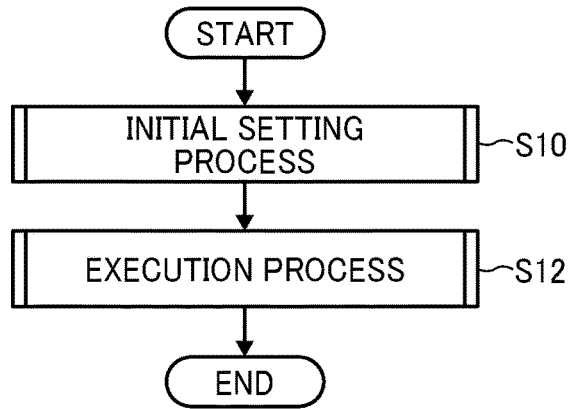 START
INITIAL SETTING
PROCESS
S10
EXECUTION PROCESS
S12
END